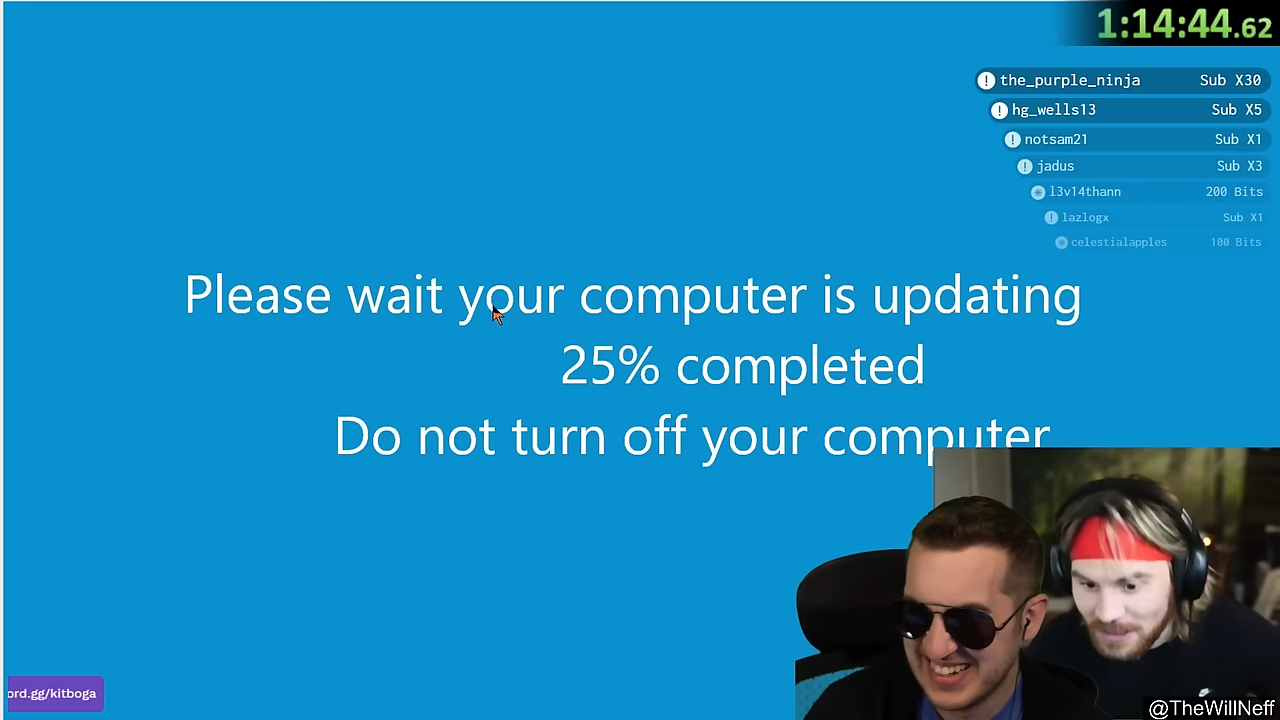 1:14:44.62
the_purple_ninja Sub X30
hg_wells13 Sub X5
notsam21 Sub X1
jadus Sub X3
l3v14thann 200 Bits
lazlogx Sub X1
celestialapples 100 Bits
Please wait your computer is updating
25% completed
Do not turn off your computer
ord.gg/kitboga
@TheWillNeff